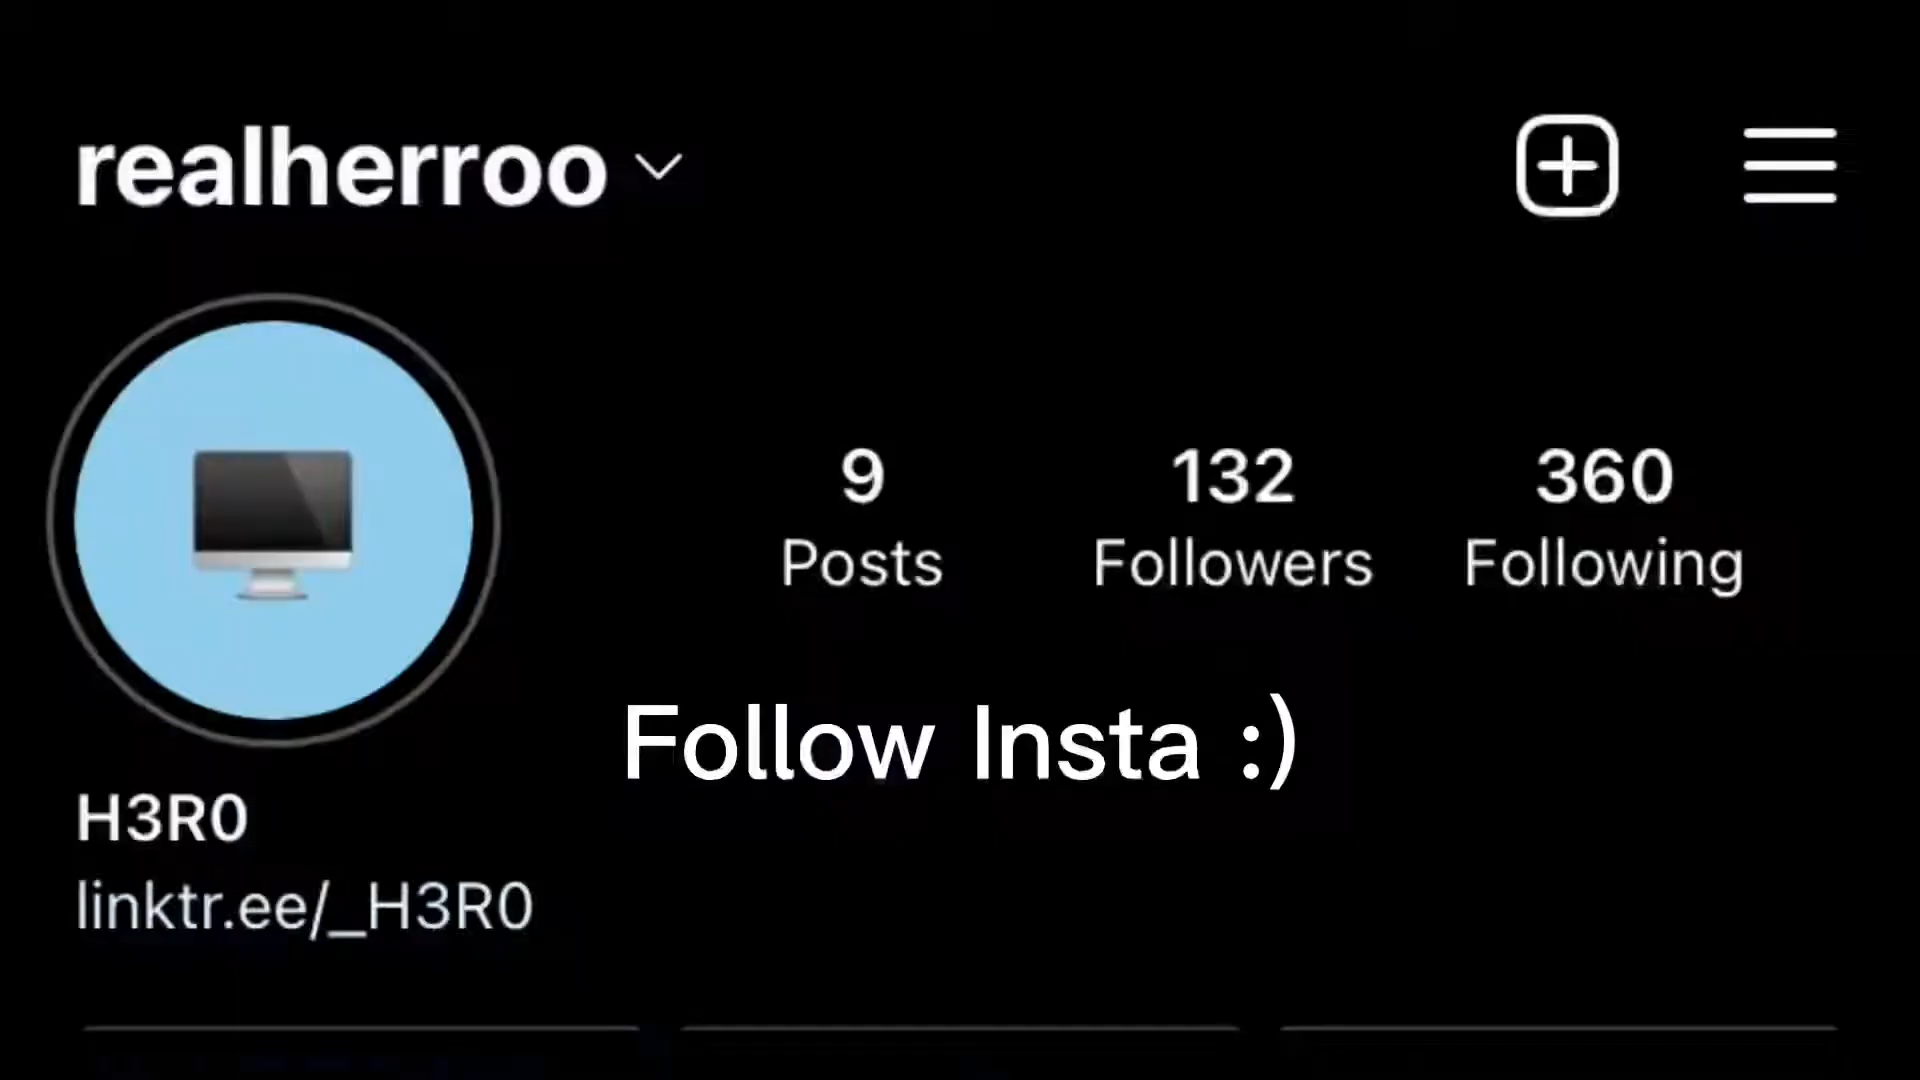 realherroo
9 132 360
Posts Followers Following
Follow Insta :)
H3R0
linktr.ee/_H3R0